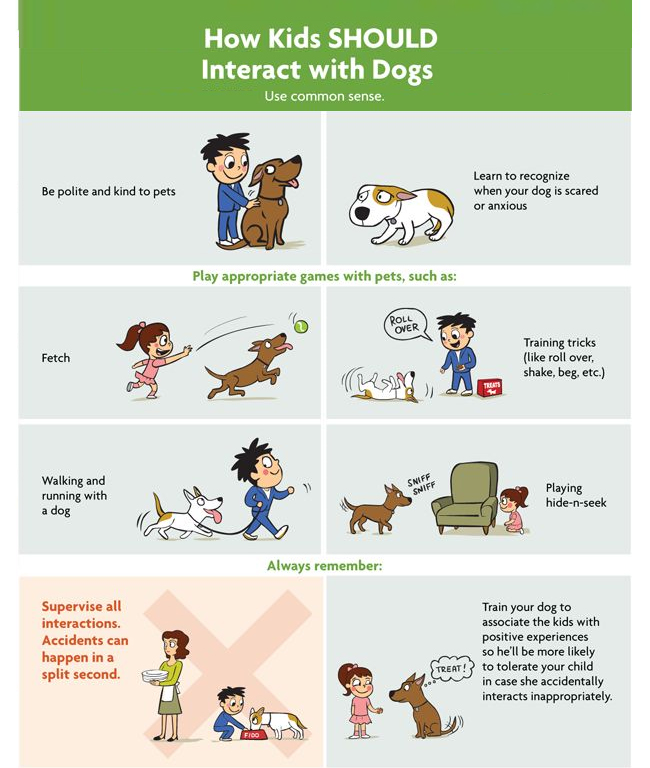 How Kids SHOULD
Interact with Dogs
Use common sense.
Be polite and kind to pets
Learn to recognize
when your dog is scared
or anxious
Play appropriate games with pets, such as:
Fetch
ROLL
OVER
TREATS
Training tricks
(like roll over,
shake, beg, etc.)
Walking and
running with
a dog
SNIFF
SNIFF
Playing
hide-n-seek
Always remember:
Supervise all
interactions.
Accidents can
happen in a
split second.
FIDO
TREAT!
Train your dog to
associate the kids with
positive experiences
so he'll be more likely
to tolerate your child
in case she accidentally
interacts inappropriately.